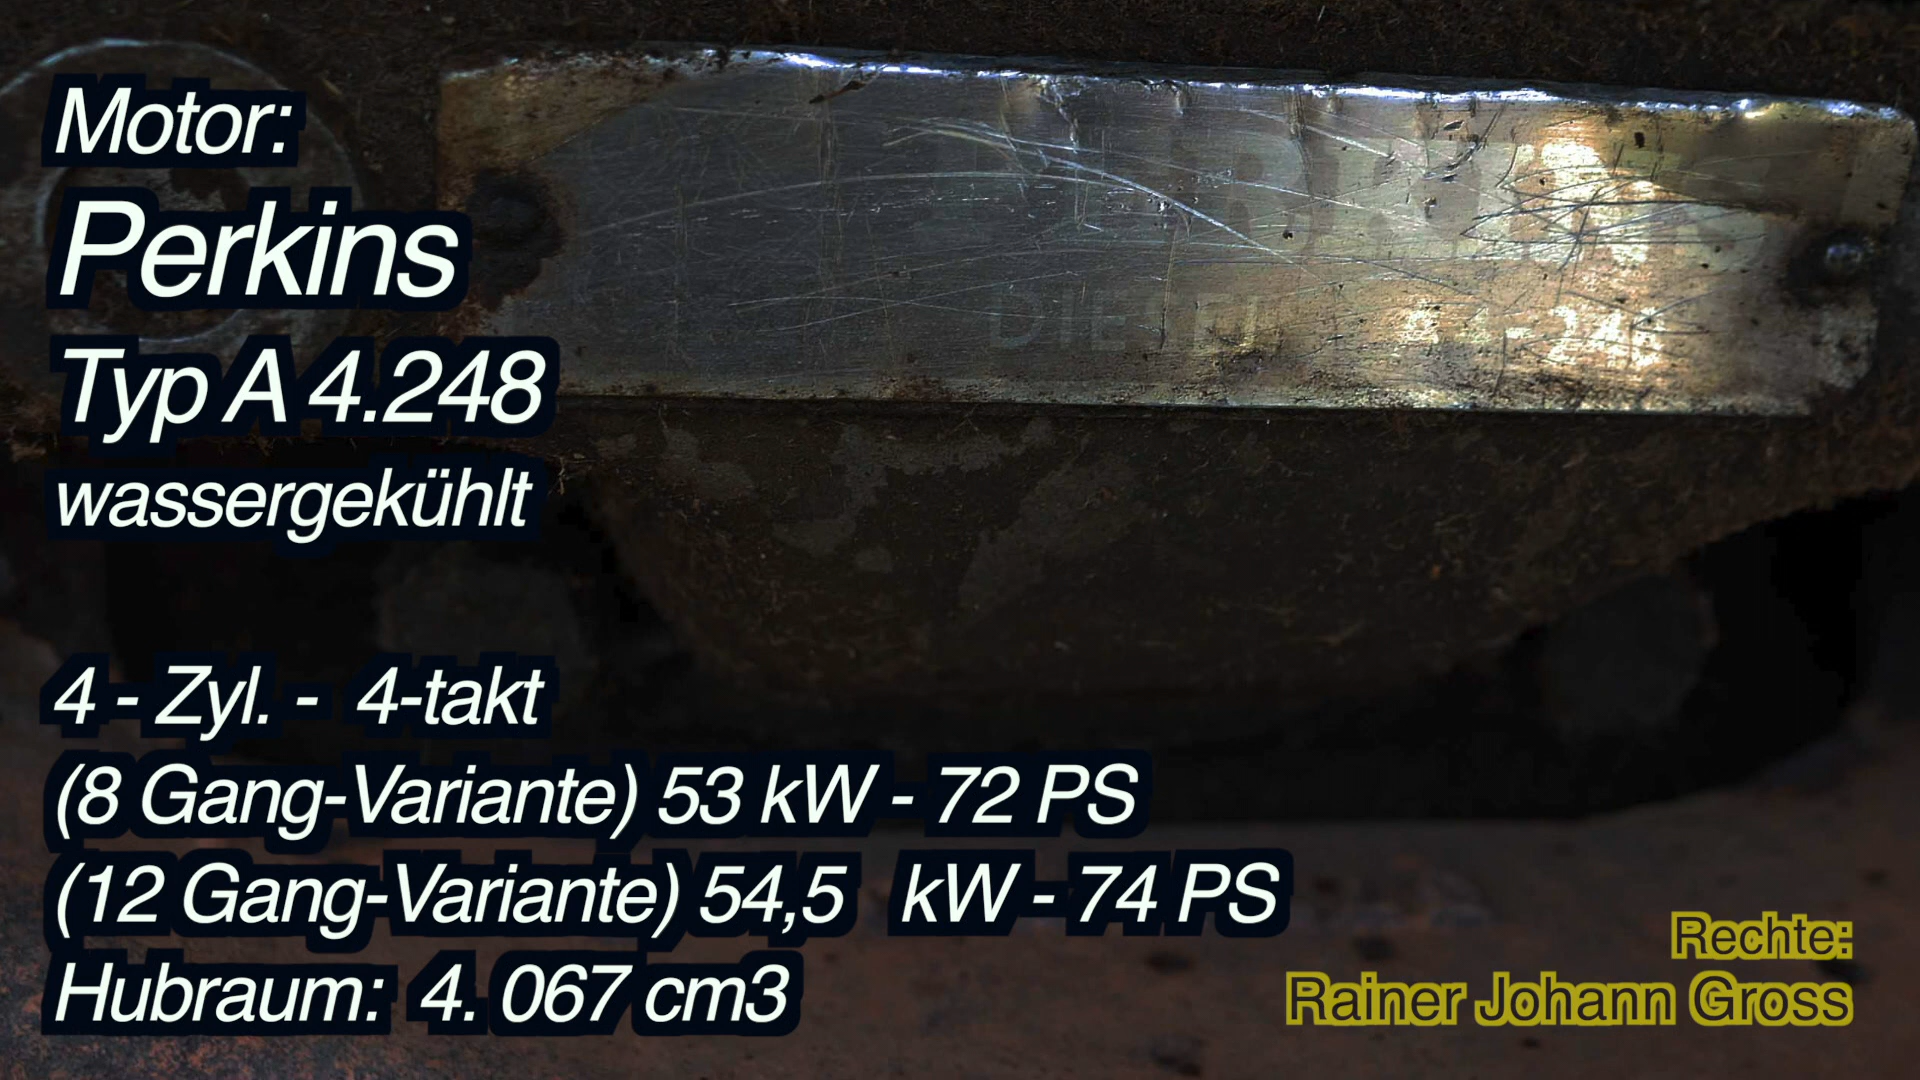 Motor:
Perkins
Typ A 4.248
wassergekühlt
4 - Zyl. - 4-takt
(8 Gang-Variante) 53 kW - 72 PS
(12 Gang-Variante) 54,5 kW - 74 PS
Hubraum: 4. 067 cm3
DIESEL
Rechte:
Rainer Johann Gross